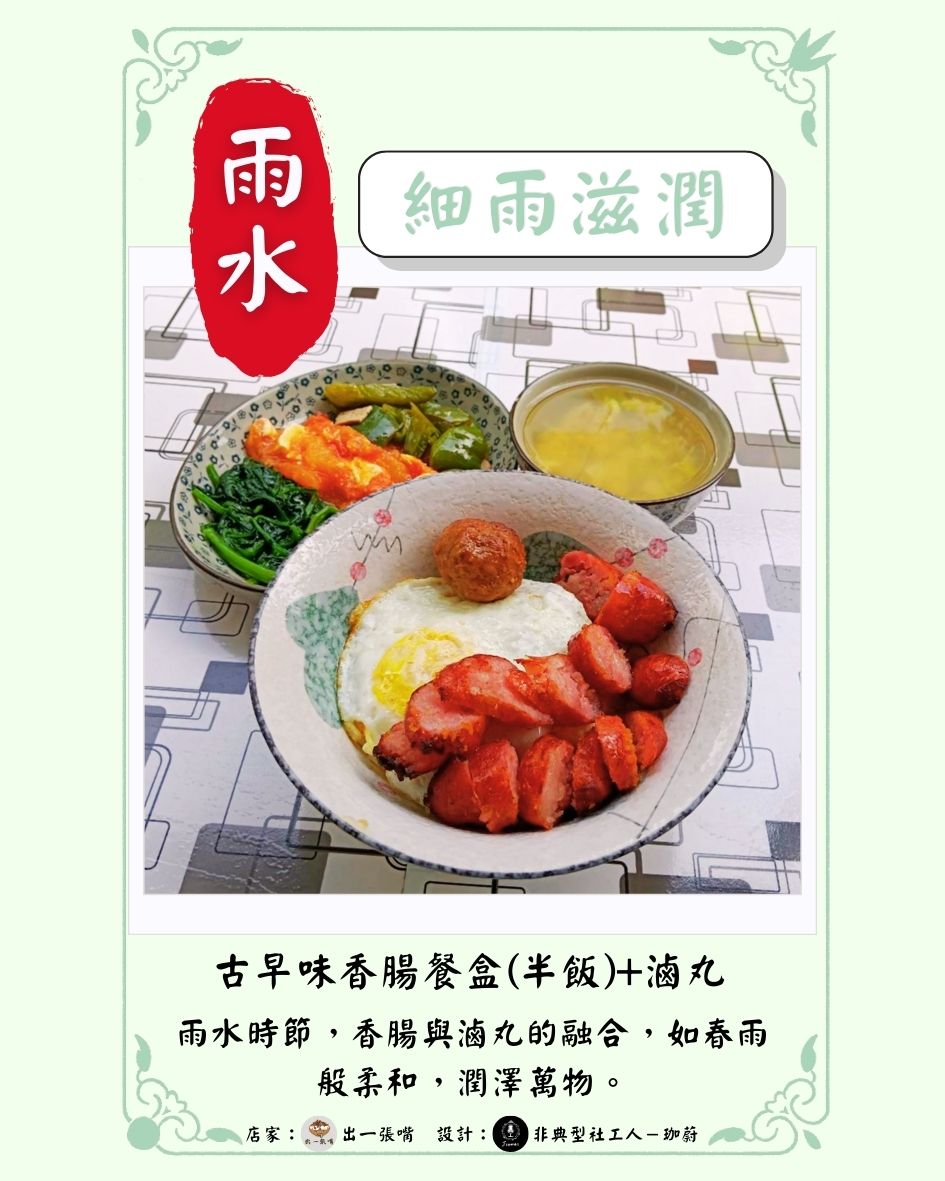 雨水
細雨滋潤
古早味香腸餐盒(半飯)+滷丸
雨水時節，香腸與滷丸的融合，如春雨
般柔和，潤澤萬物。
店家：出一張嘴 設計：非典型社工人－珈蔚